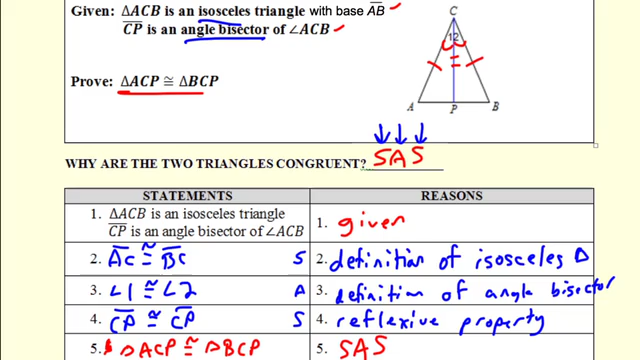 Given: ΔACB is an isosceles triangle with base AB
CP is an angle bisector of ∠ACB
Prove: ΔACP ≅ ΔBCP
C
12
A P B
WHY ARE THE TWO TRIANGLES CONGRUENT? SAS
STATEMENTS REASONS
1. ΔACB is an isosceles triangle
CP is an angle bisector of ∠ACB
1. given
2. AC ≅ BC S 2. definition of isosceles Δ
3. ∠1 ≅ ∠2 A 3. definition of angle bisector
4. CP ≅ CP S 4. reflexive property
5. ΔACP ≅ ΔBCP 5. SAS